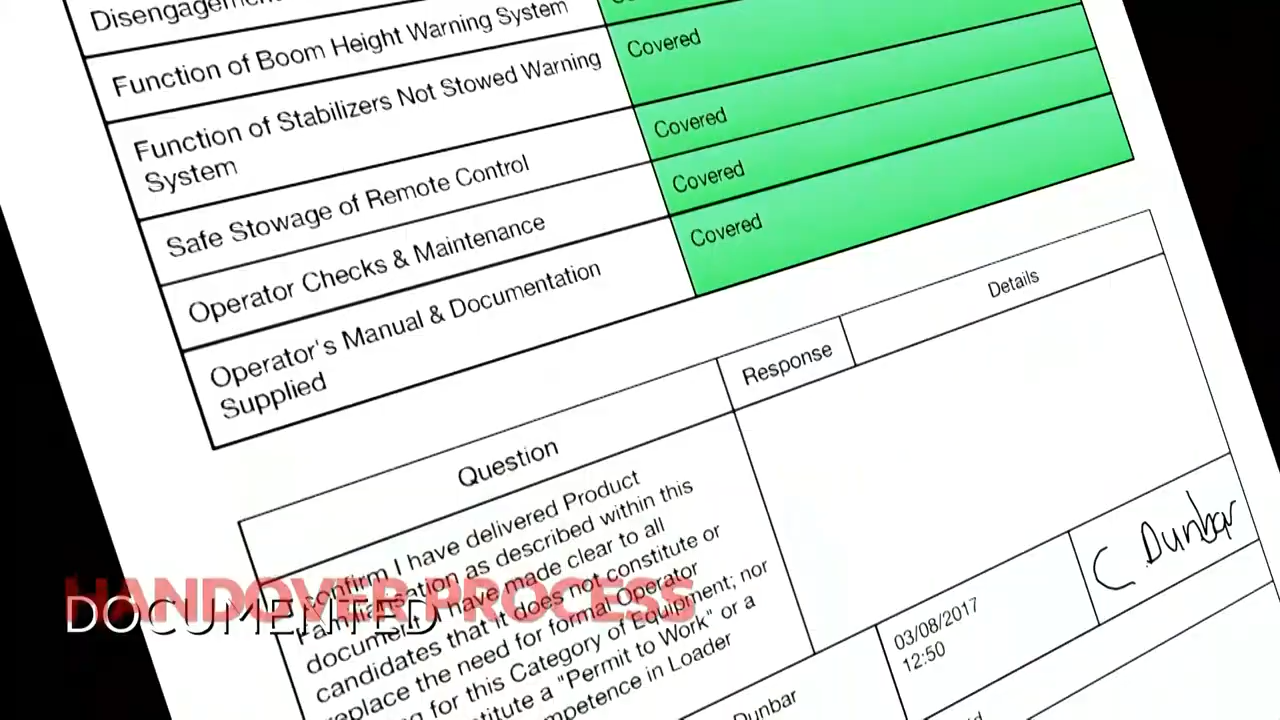 Function of Boom Height Warning System
Covered
Function of Stabilizers Not Stowed Warning
System
Covered
Safe Stowage of Remote Control
Covered
Operator Checks & Maintenance
Covered
Operator's Manual & Documentation
Supplied
Question
Response
Details
confirm I have delivered Product
Familiarisation as described within this
document. I have made clear to all
candidates that it does not constitute or
replace the need for formal Operator
for this Category of Equipment; nor
a "Permit to Work" or a
in Loader
03/08/2017
12:50
C Dunbar
Dunbar
HANDOVER PROCESS
DOCUMENTED